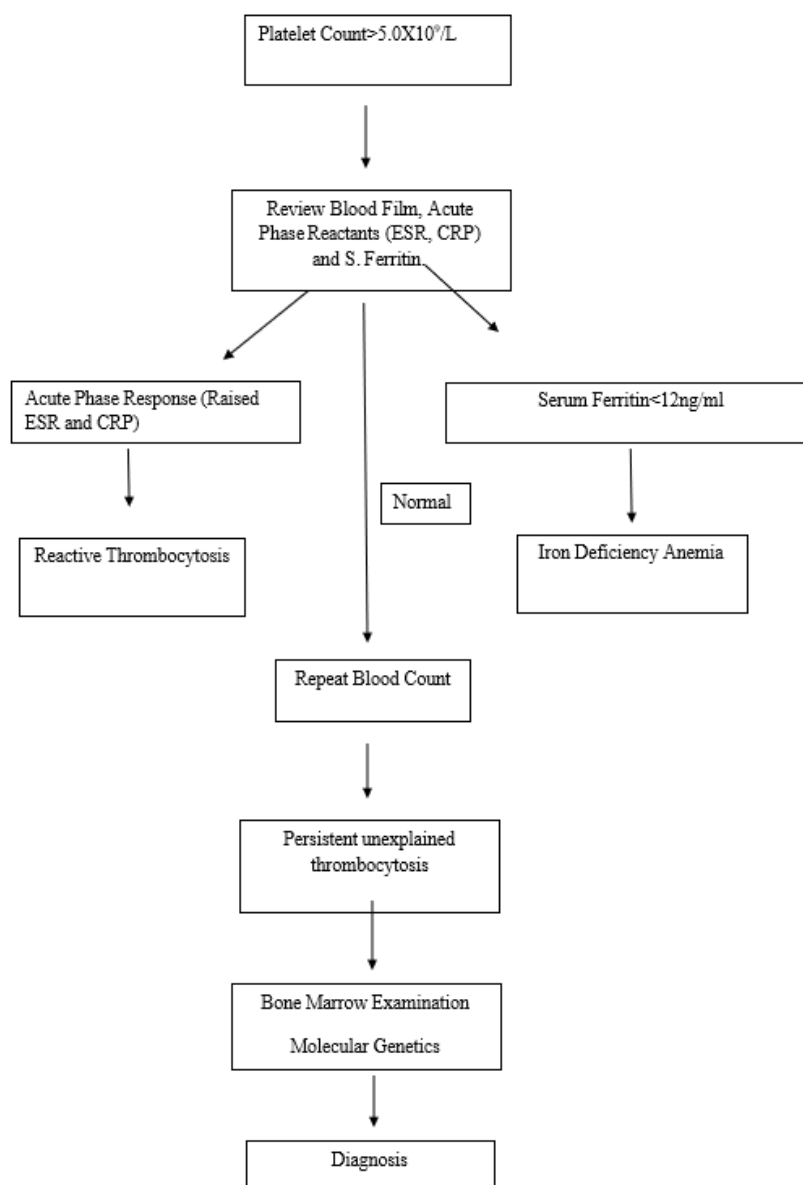 Platelet Count>5.0X10⁹/L
Review Blood Film, Acute
Phase Reactants (ESR, CRP)
and S. Ferritin
Acute Phase Response (Raised
ESR and CRP)
Serum Ferritin<12ng/ml
Normal
Reactive Thrombocytosis
Iron Deficiency Anemia
Repeat Blood Count
Persistent unexplained
thrombocytosis
Bone Marrow Examination
Molecular Genetics
Diagnosis